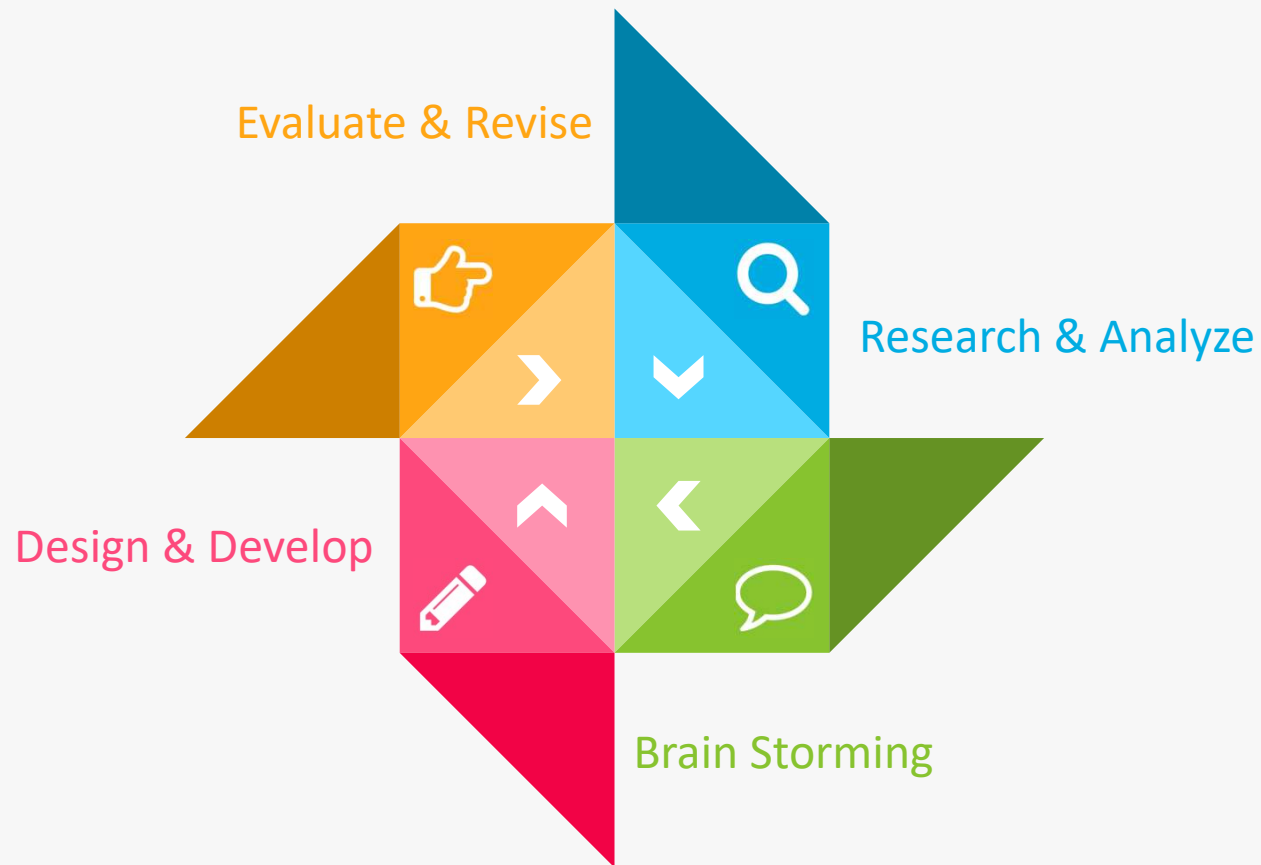 Evaluate & Revise
Research & Analyze
Design & Develop
Brain Storming